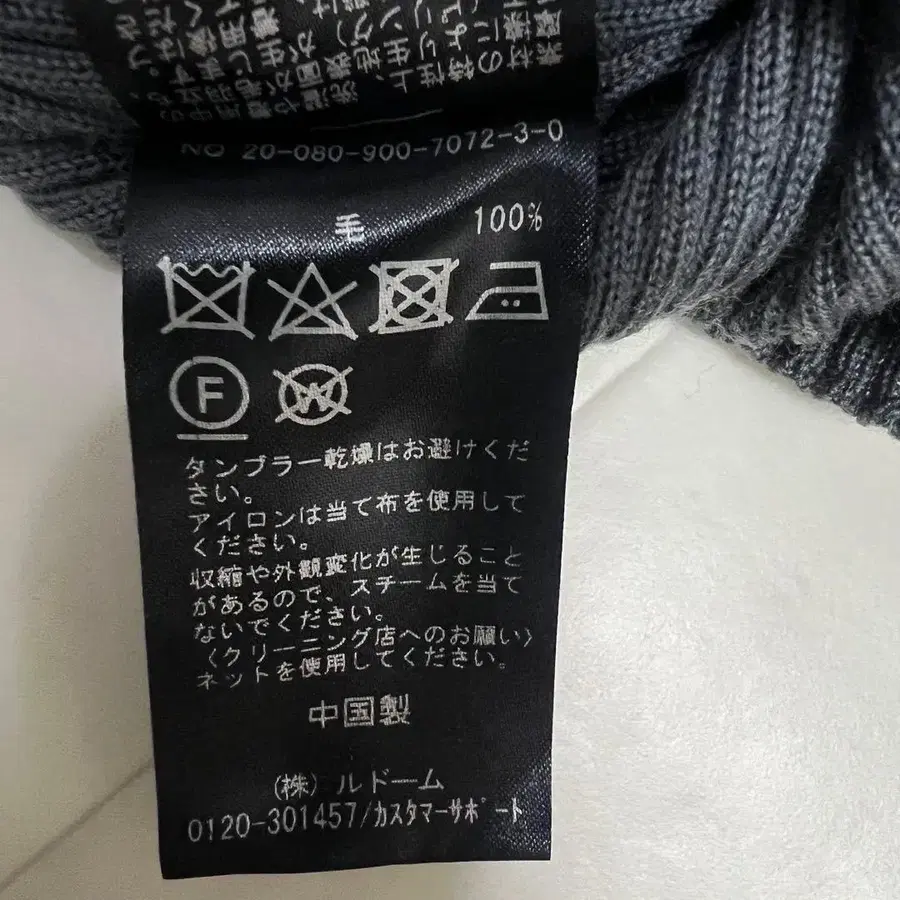 素材の特性上、
NO 20-080-900-7072-3-0
毛 100%
F
W
タンブラー乾燥はお避けくだ
さい。
アイロンは当て布を使用して
ください。
収縮や外観変化が生じること
があるので、スチームを当て
ないでください。
〈クリーニング店へのお願い〉
ネットを使用してください。
中国製
(株) ルドーム
0120-301457/カスタマーサポート